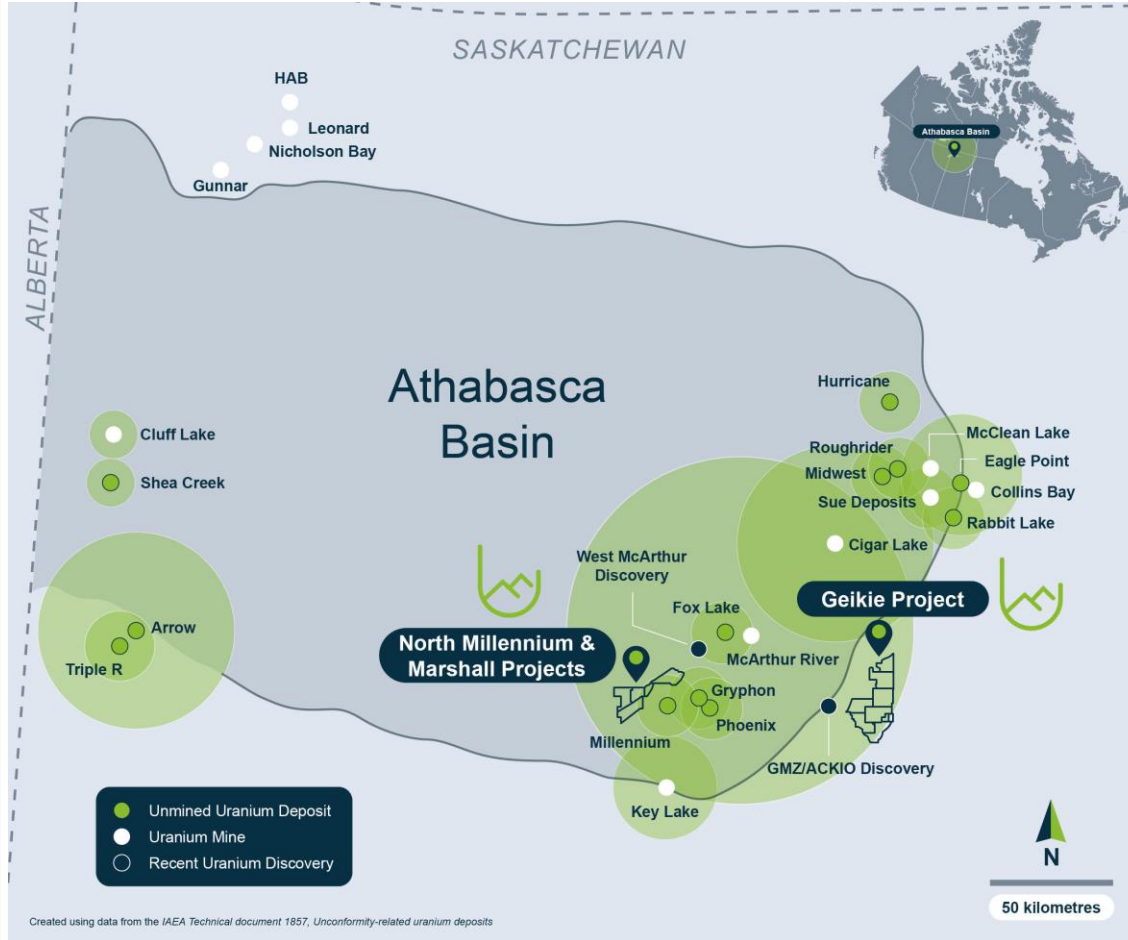 SASKATCHEWAN
ALBERTA
Athabasca Basin
HAB
Leonard
Nicholson Bay
Gunnar
Athabasca
Basin
Hurricane
McClean Lake
Roughrider
Eagle Point
Midwest
Collins Bay
Sue Deposits
Rabbit Lake
Cluff Lake
Shea Creek
Cigar Lake
West McArthur
Discovery
Geikie Project
Fox Lake
Arrow
Triple R
North Millennium &
Marshall Projects
McArthur River
Gryphon
Phoenix
Millennium
GMZ/ACKIO Discovery
Key Lake
Unmined Uranium Deposit
Uranium Mine
Recent Uranium Discovery
N
50 kilometres
Created using data from the IAEA Technical document 1857, Unconformity-related uranium deposits